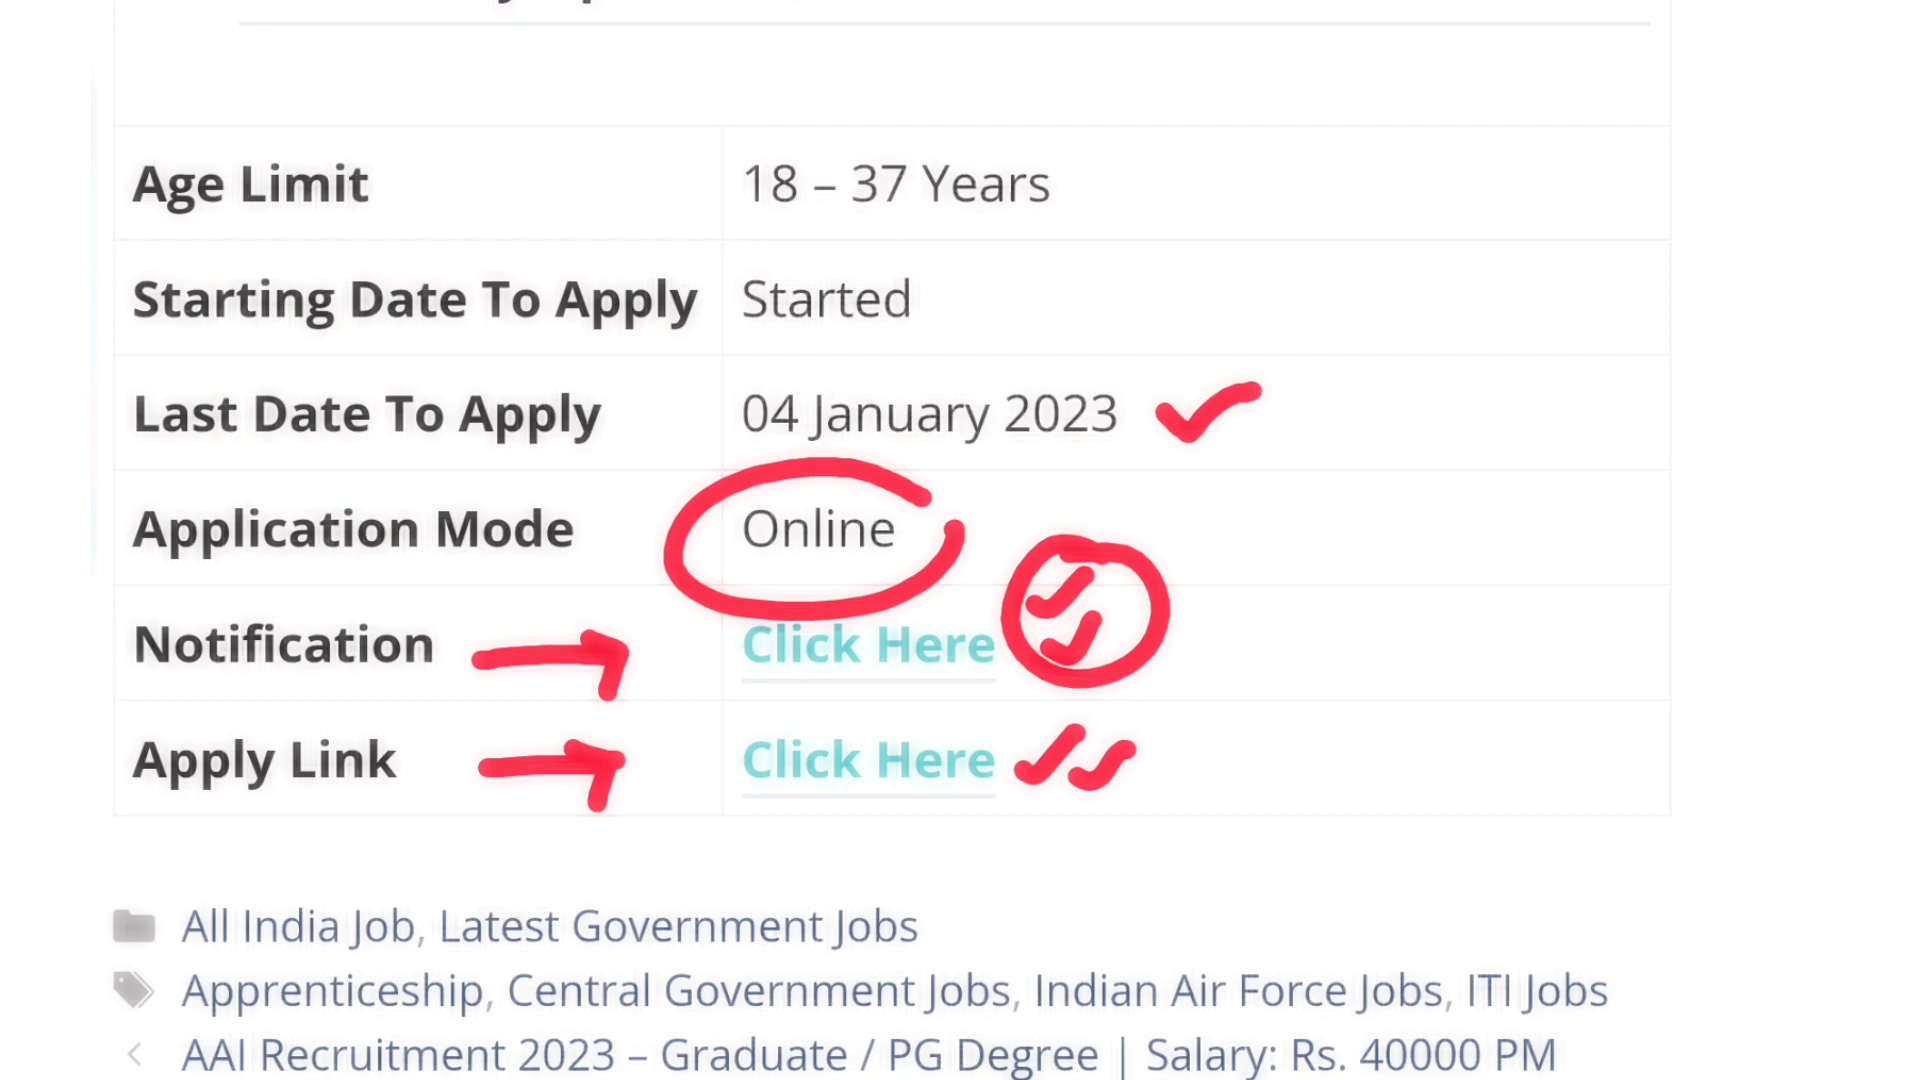 Age Limit 18 – 37 Years
Starting Date To Apply Started
Last Date To Apply 04 January 2023
Application Mode Online
Notification Click Here
Apply Link Click Here
All India Job, Latest Government Jobs
Apprenticeship, Central Government Jobs, Indian Air Force Jobs, ITI Jobs
AAI Recruitment 2023 – Graduate / PG Degree | Salary: Rs. 40000 PM